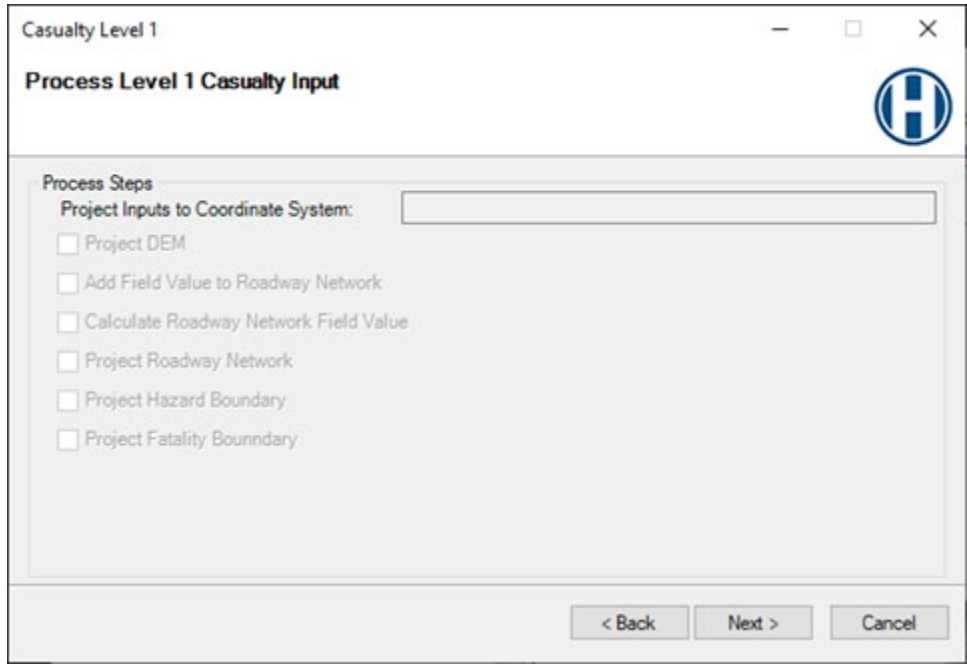 Casualty Level 1
Process Level 1 Casualty Input
Process Steps
Project Inputs to Coordinate System:
Project DEM
Add Field Value to Roadway Network
Calculate Roadway Network Field Value
Project Roadway Network
Project Hazard Boundary
Project Fatality Bounndary
< Back Next > Cancel